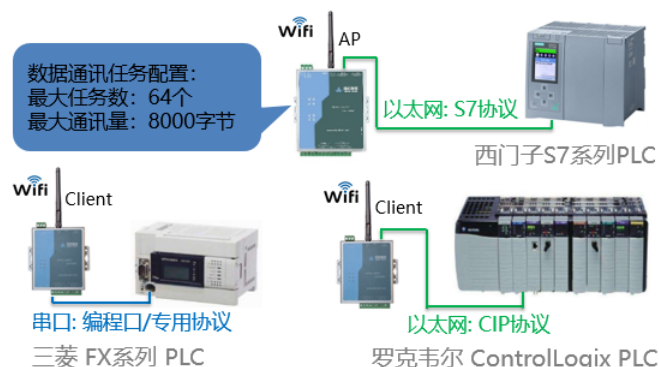 Wifi
AP
数据通讯任务配置：
最大任务数：64个
最大通讯量：8000字节
以太网: S7协议
西门子S7系列PLC
Wifi
Client
Wifi
Client
串口: 编程口/专用协议
以太网: CIP协议
三菱 FX系列 PLC
罗克韦尔 ControlLogix PLC